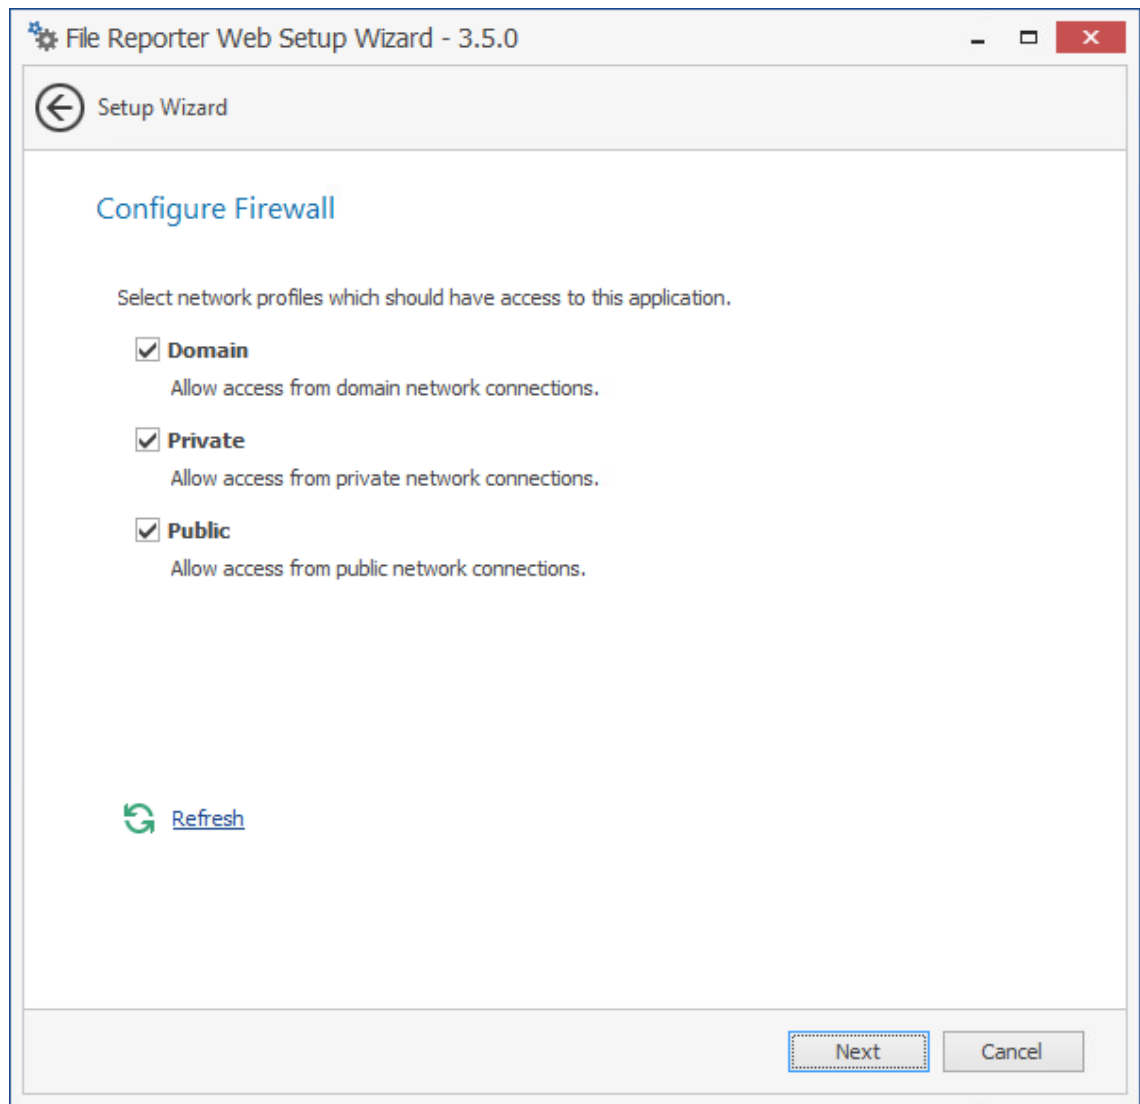 File Reporter Web Setup Wizard - 3.5.0
Setup Wizard
Configure Firewall
Select network profiles which should have access to this application.
Domain
Allow access from domain network connections.
Private
Allow access from private network connections.
Public
Allow access from public network connections.
Refresh
Next
Cancel